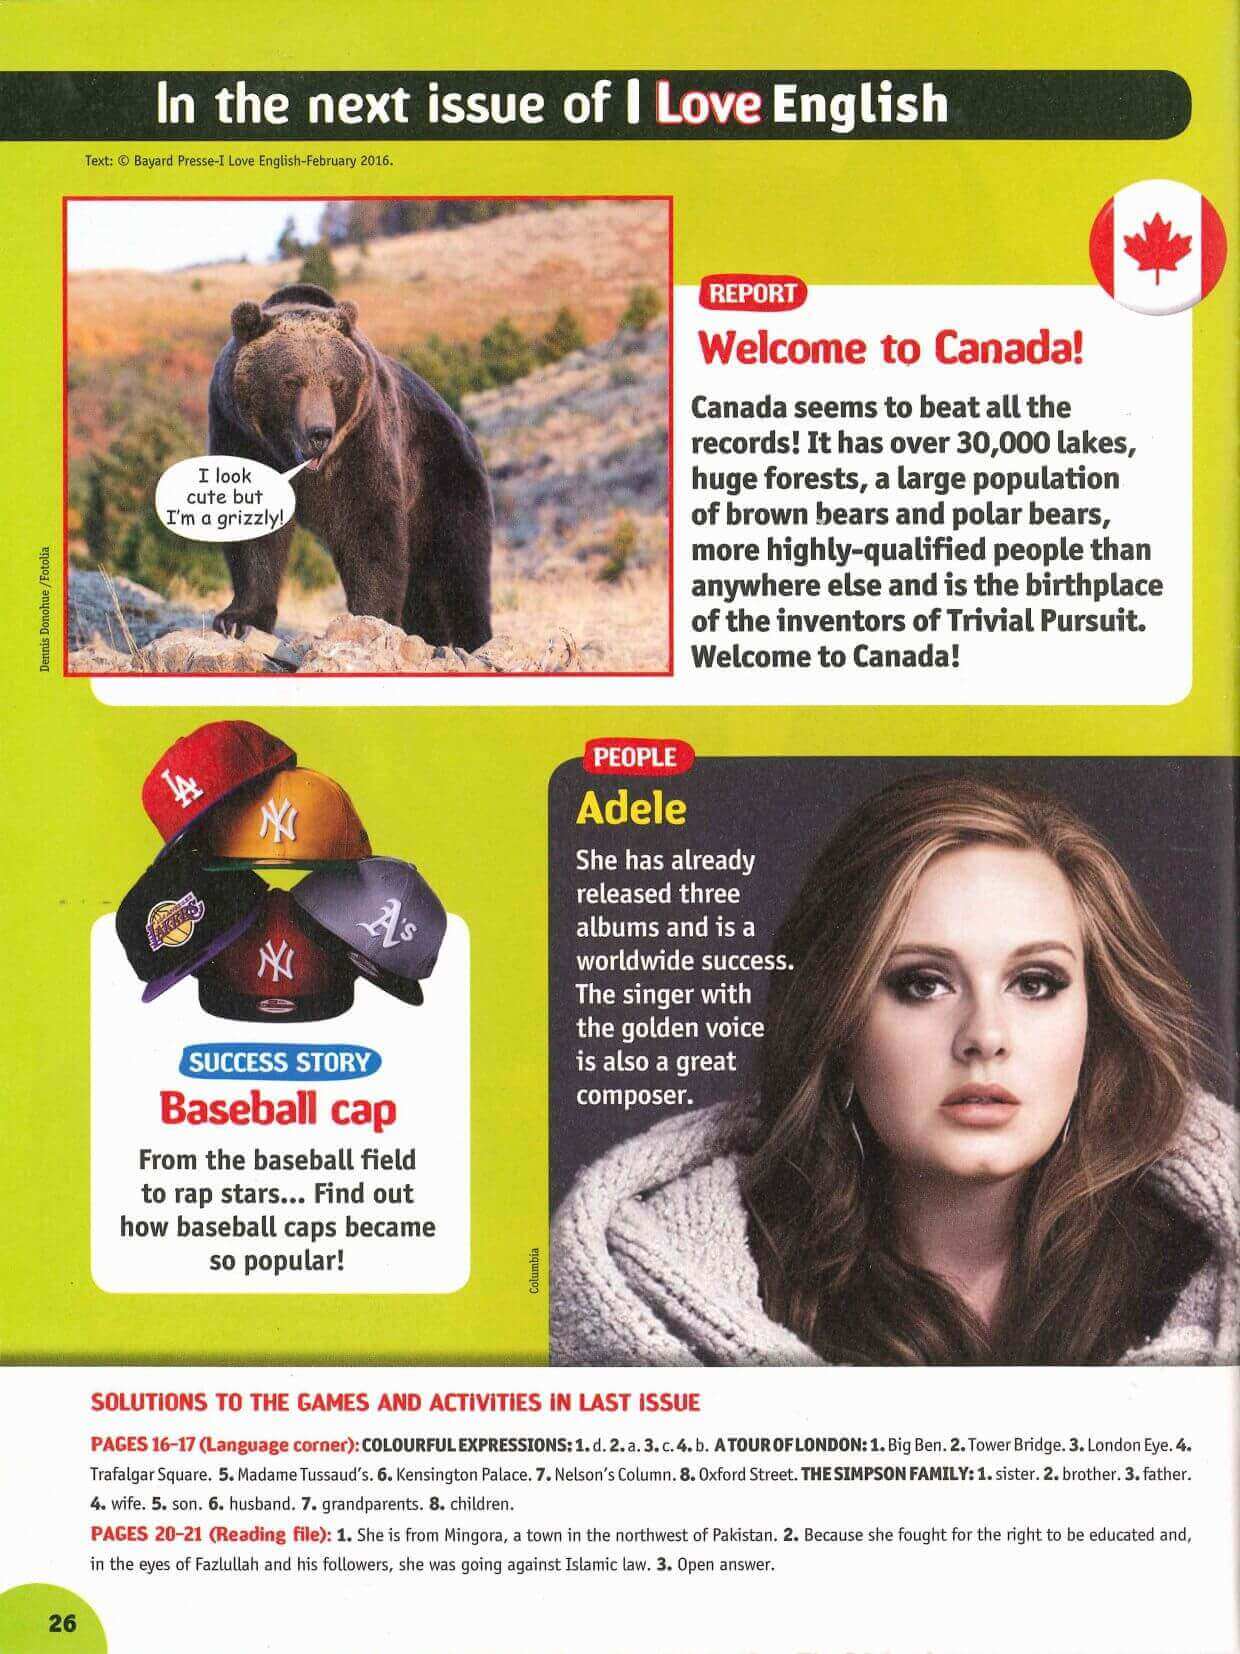 In the next issue of I Love English
Text: © Bayard Presse-I Love English-February 2016.
I look
cute but
I'm a grizzly!
Dennis Donohue / Fotolia
REPORT
Welcome to Canada!
Canada seems to beat all the
records! It has over 30,000 lakes,
huge forests, a large population
of brown bears and polar bears,
more highly-qualified people than
anywhere else and is the birthplace
of the inventors of Trivial Pursuit.
Welcome to Canada!
LA
NY
LAKERS
A's
NY
SUCCESS STORY
Baseball cap
From the baseball field
to rap stars... Find out
how baseball caps became
so popular!
PEOPLE
Adele
She has already
released three
albums and is a
worldwide success.
The singer with
the golden voice
is also a great
composer.
Columbia
SOLUTIONS TO THE GAMES AND ACTIVITIES IN LAST ISSUE
PAGES 16-17 (Language corner): COLOURFUL EXPRESSIONS: 1. d. 2. a. 3. c. 4. b. A TOUR OF LONDON: 1. Big Ben. 2. Tower Bridge. 3. London Eye. 4.
Trafalgar Square. 5. Madame Tussaud's. 6. Kensington Palace. 7. Nelson's Column. 8. Oxford Street. THE SIMPSON FAMILY: 1. sister. 2. brother. 3. father.
4. wife. 5. son. 6. husband. 7. grandparents. 8. children.
PAGES 20-21 (Reading file): 1. She is from Mingora, a town in the northwest of Pakistan. 2. Because she fought for the right to be educated and,
in the eyes of Fazlullah and his followers, she was going against Islamic law. 3. Open answer.
26